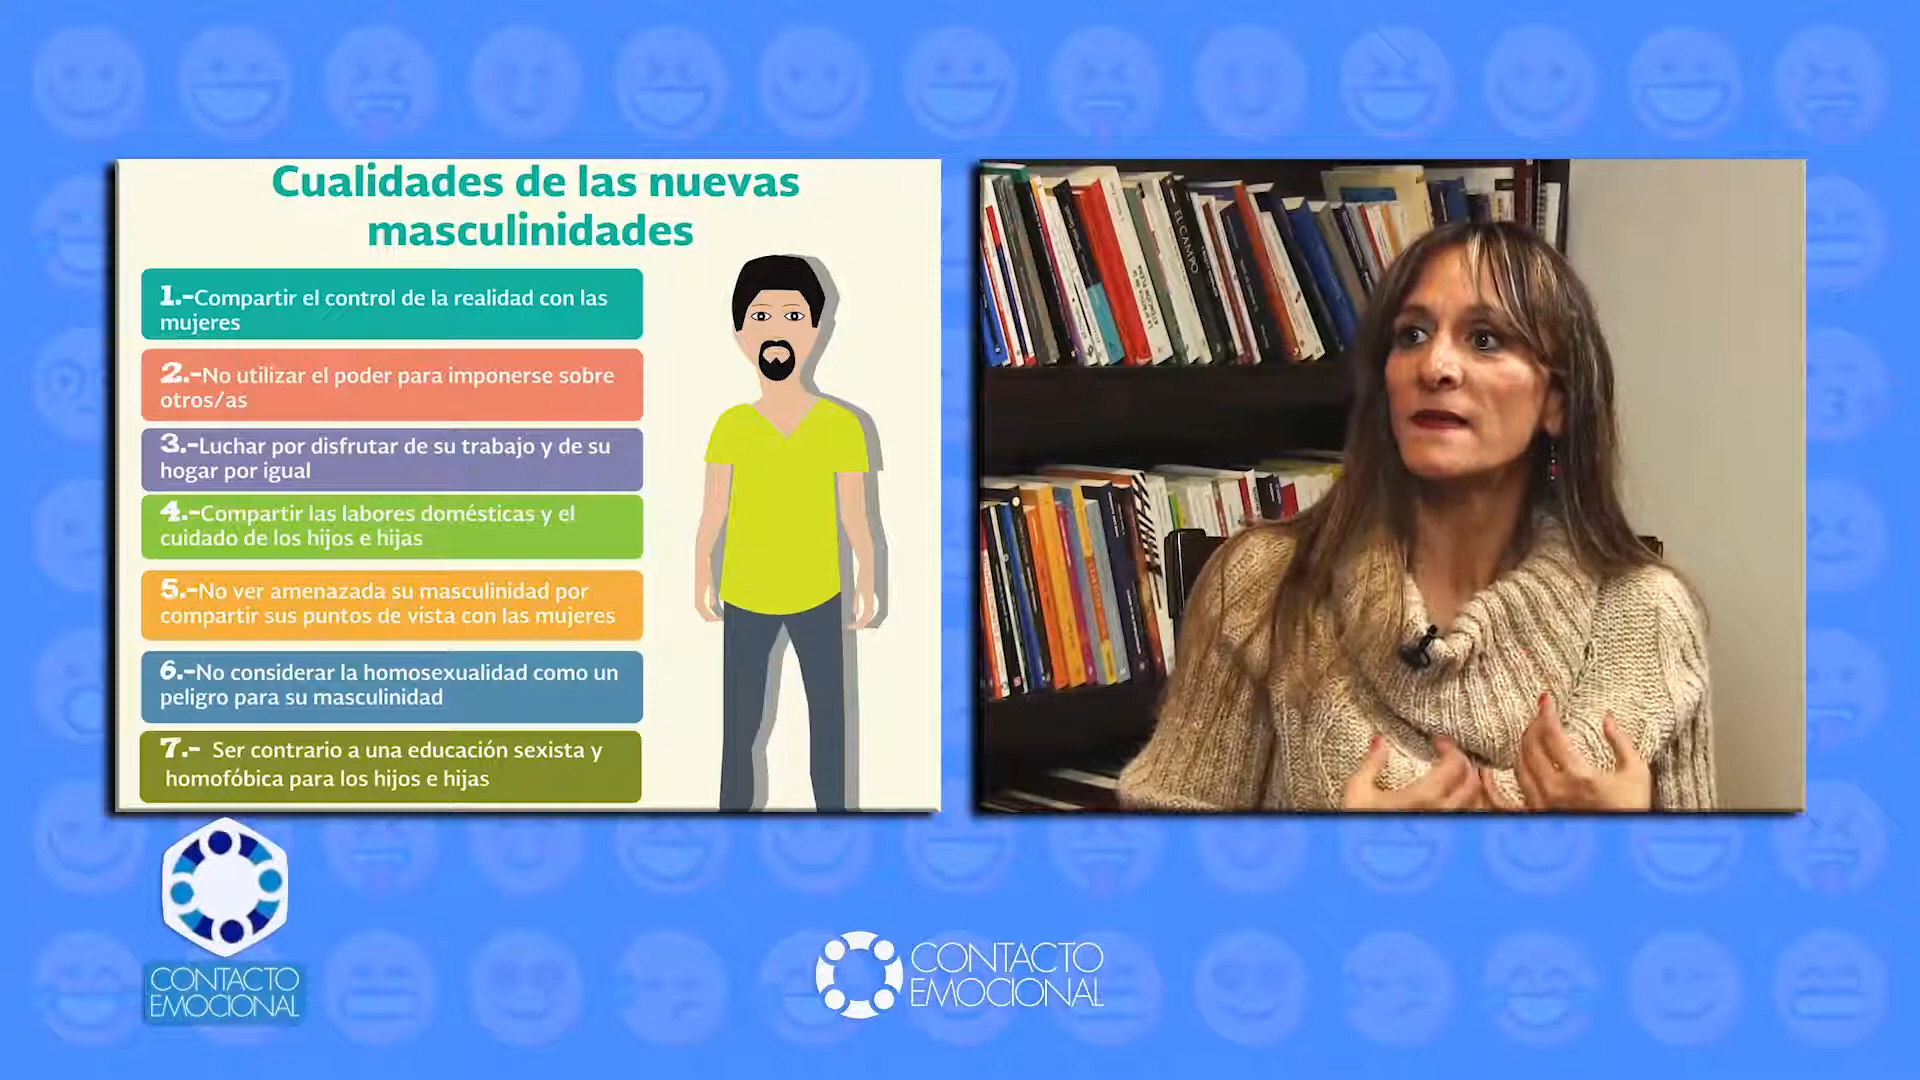 Cualidades de las nuevas
masculinidades
1.-Compartir el control de la realidad con las
mujeres
2.-No utilizar el poder para imponerse sobre
otros/as
3.-Luchar por disfrutar de su trabajo y de su
hogar por igual
4.-Compartir las labores domésticas y el
cuidado de los hijos e hijas
5.-No ver amenazada su masculinidad por
compartir sus puntos de vista con las mujeres
6.-No considerar la homosexualidad como un
peligro para su masculinidad
7.- Ser contrario a una educación sexista y
homofóbica para los hijos e hijas
EL CAMPO
CONTACTO
EMOCIONAL
CONTACTO
EMOCIONAL